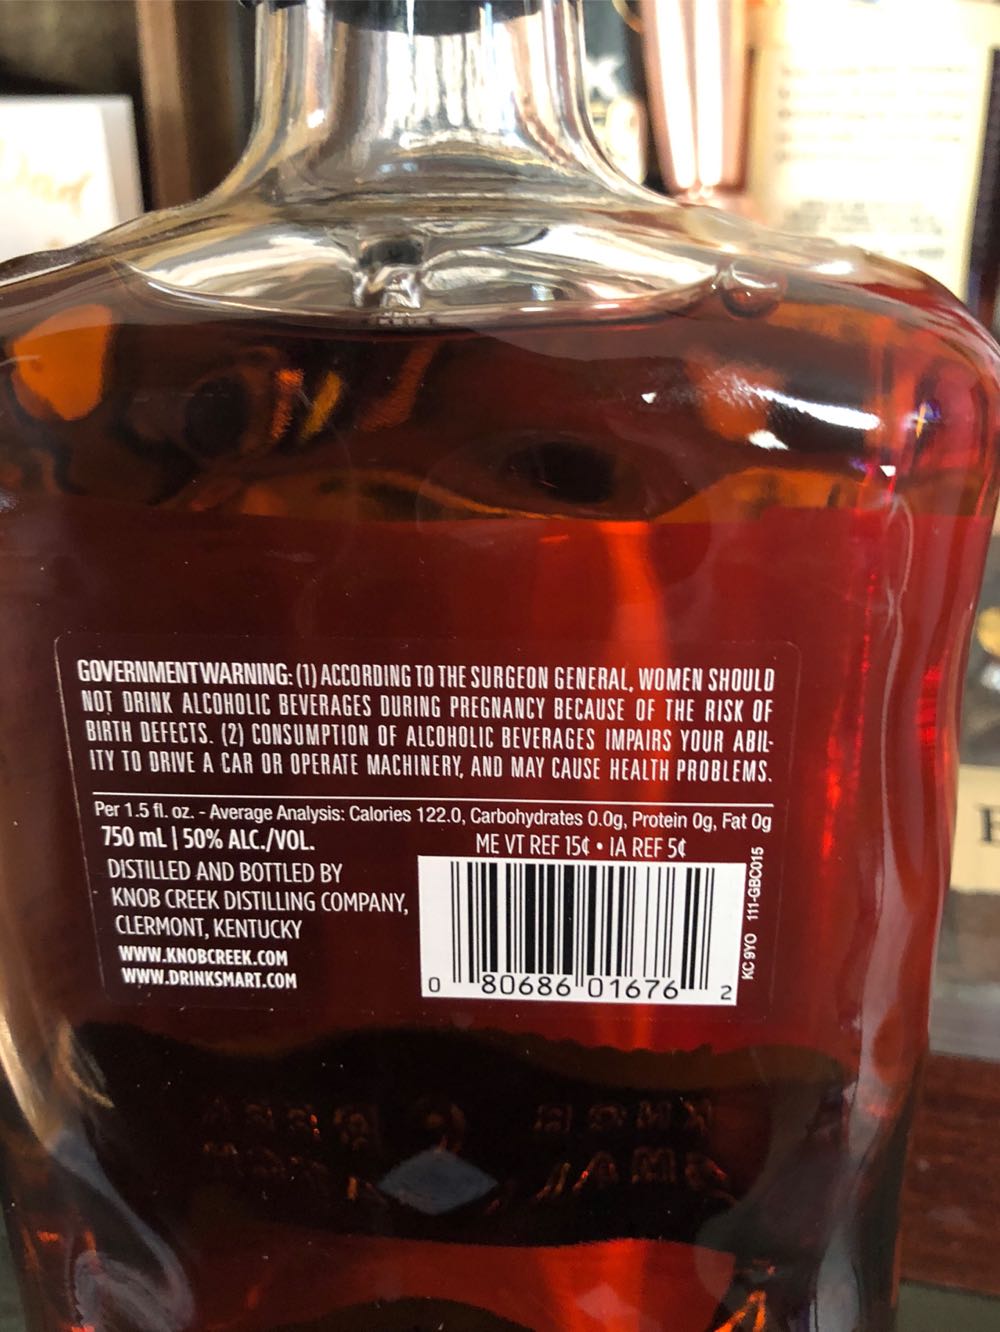 GOVERNMENT WARNING: (1) ACCORDING TO THE SURGEON GENERAL, WOMEN SHOULD
NOT DRINK ALCOHOLIC BEVERAGES DURING PREGNANCY BECAUSE OF THE RISK OF
BIRTH DEFECTS. (2) CONSUMPTION OF ALCOHOLIC BEVERAGES IMPAIRS YOUR ABIL-
ITY TO DRIVE A CAR OR OPERATE MACHINERY, AND MAY CAUSE HEALTH PROBLEMS.
Per 1.5 fl. oz. - Average Analysis: Calories 122.0, Carbohydrates 0.0g, Protein 0g, Fat 0g
750 mL | 50% ALC./VOL.
ME VT REF 15¢ • IA REF 5¢
DISTILLED AND BOTTLED BY
KNOB CREEK DISTILLING COMPANY,
CLERMONT, KENTUCKY
WWW.KNOBCREEK.COM
WWW.DRINKSMART.COM
0 80686 01676 2
KC 9YO 111-GBC015